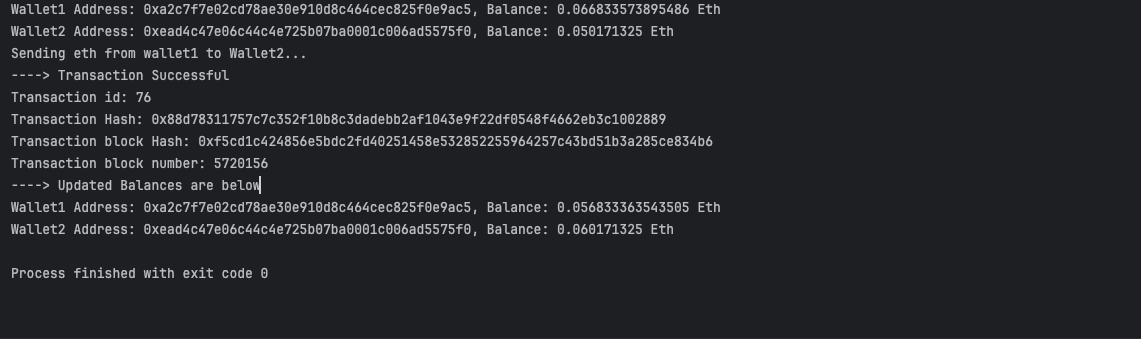 Wallet1 Address: 0xa2c7f7e02cd78ae30e910d8c464cec825f0e9ac5, Balance: 0.066833573895486 Eth
Wallet2 Address: 0xead4c47e06c44c4e725b07ba0001c006ad5575f0, Balance: 0.050171325 Eth
Sending eth from wallet1 to Wallet2...
----> Transaction Successful
Transaction id: 76
Transaction Hash: 0x88d78311757c7c352f10b8c3dadebb2af1043e9f22df0548f4662eb3c1002889
Transaction block Hash: 0xf5cd1c424856e5bdc2fd40251458e532852255964257c43bd51b3a285ce834b6
Transaction block number: 5720156
----> Updated Balances are below
Wallet1 Address: 0xa2c7f7e02cd78ae30e910d8c464cec825f0e9ac5, Balance: 0.056833363543505 Eth
Wallet2 Address: 0xead4c47e06c44c4e725b07ba0001c006ad5575f0, Balance: 0.060171325 Eth
Process finished with exit code 0